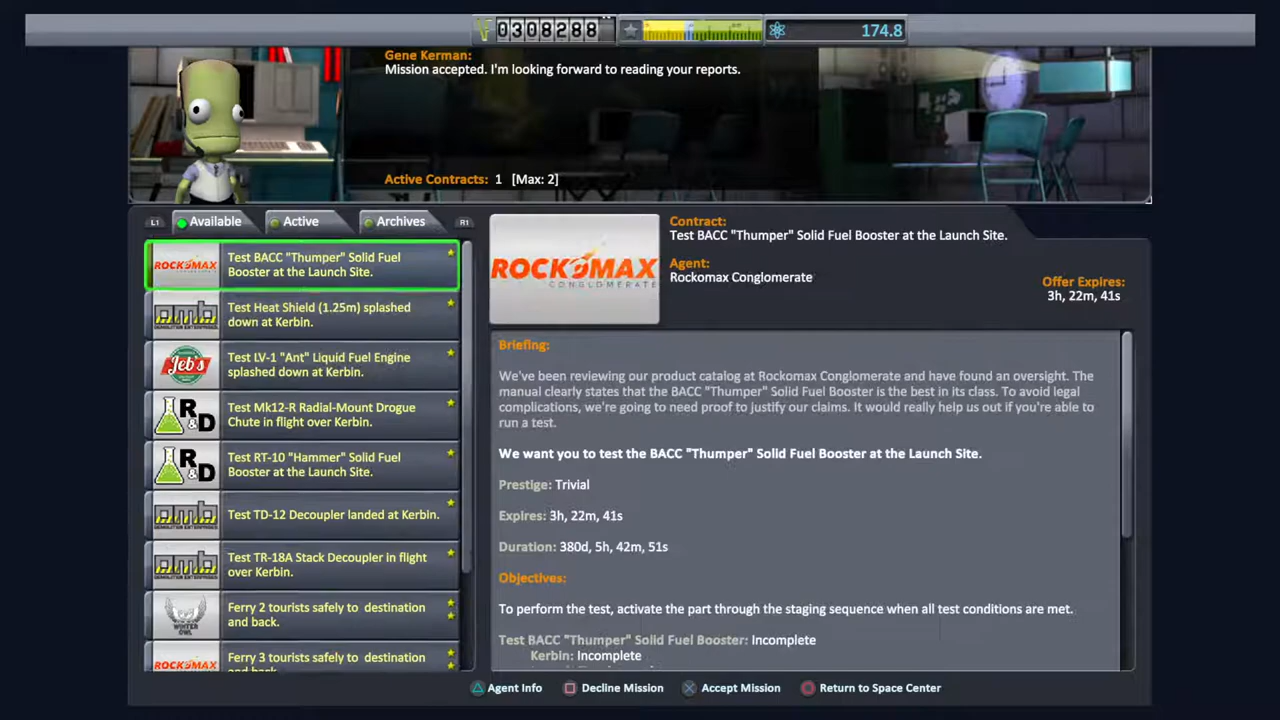 0308288
174.8
Gene Kerman:
Mission accepted. I'm looking forward to reading your reports.
Active Contracts: 1 [Max: 2]
L1
Available
Active
Archives
R1
ROCKOMAX
CONGLOMERATE
Contract:
Test BACC "Thumper" Solid Fuel Booster at the Launch Site.
Agent:
Rockomax Conglomerate
Offer Expires:
3h, 22m, 41s
ROCKOMAX
Test BACC "Thumper" Solid Fuel
Booster at the Launch Site.
Test Heat Shield (1.25m) splashed
down at Kerbin.
Jeb's
Test LV-1 "Ant" Liquid Fuel Engine
splashed down at Kerbin.
R&D
Test Mk12-R Radial-Mount Drogue
Chute in flight over Kerbin.
R&D
Test RT-10 "Hammer" Solid Fuel
Booster at the Launch Site.
Test TD-12 Decoupler landed at Kerbin.
Test TR-18A Stack Decoupler in flight
over Kerbin.
WINTER
OWL
Ferry 2 tourists safely to destination
and back.
ROCKOMAX
Ferry 3 tourists safely to destination
and back.
Briefing:
We've been reviewing our product catalog at Rockomax Conglomerate and have found an oversight. The
manual clearly states that the BACC "Thumper" Solid Fuel Booster is the best in its class. To avoid legal
complications, we're going to need proof to justify our claims. It would really help us out if you're able to
run a test.
We want you to test the BACC "Thumper" Solid Fuel Booster at the Launch Site.
Prestige: Trivial
Expires: 3h, 22m, 41s
Duration: 380d, 5h, 42m, 51s
Objectives:
To perform the test, activate the part through the staging sequence when all test conditions are met.
Test BACC "Thumper" Solid Fuel Booster: Incomplete
Kerbin: Incomplete
Agent Info
Decline Mission
Accept Mission
Return to Space Center